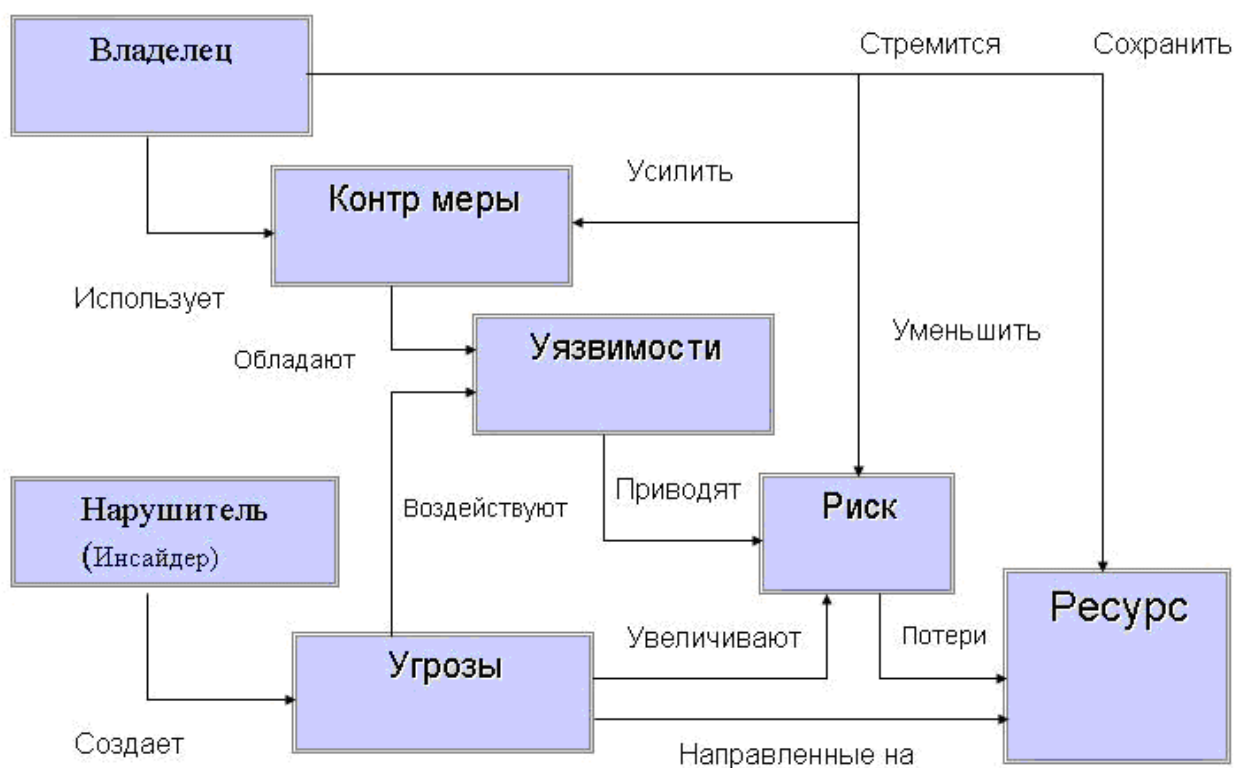 Владелец
Стремится
Сохранить
Контр меры
Усилить
Использует
Обладают
Уязвимости
Уменьшить
Нарушитель
(Инсайдер)
Воздействуют
Приводят
Риск
Угрозы
Увеличивают
Потери
Ресурс
Создает
Направленные на